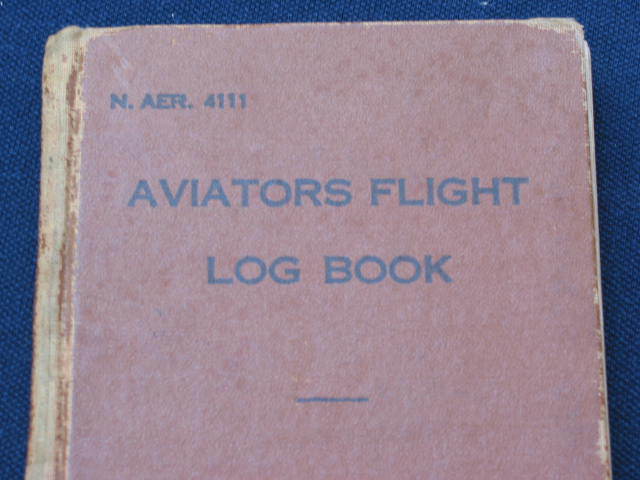 N. AER. 4111
AVIATORS FLIGHT
LOG BOOK